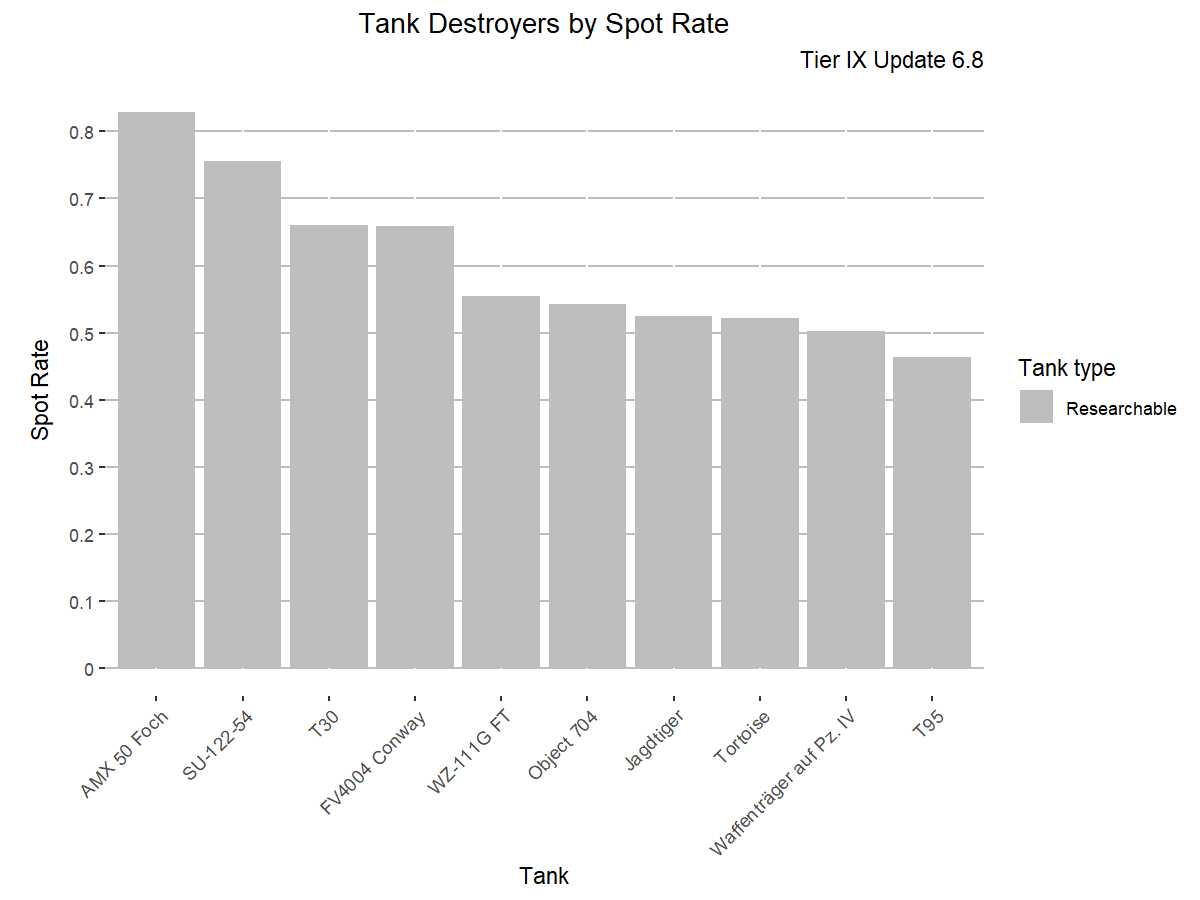 Tank Destroyers by Spot Rate
Tier IX Update 6.8
Spot Rate
0.8
0.7
0.6
0.5
0.4
0.3
0.2
0.1
0
AMX 50 Foch
SU-122-54
T30
FV4004 Conway
WZ-111G FT
Object 704
Jagdtiger
Tortoise
Waffenträger auf Pz. IV
T95
Tank
Tank type
Researchable